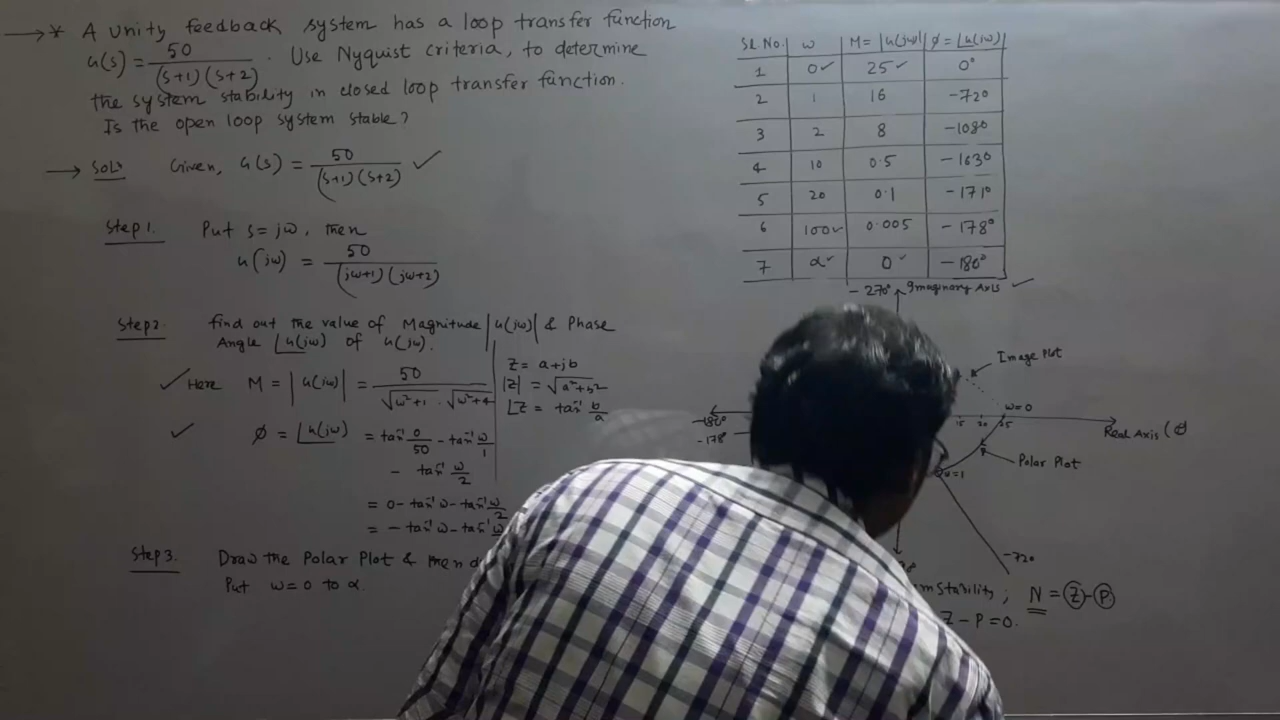 → * A unity feedback system has a loop transfer function
G(s) = 50 / (s+1)(s+2) . Use Nyquist criteria, to determine
the system stability in closed loop transfer function.
Is the open loop system stable?
→ Solⁿ: Given, G(s) = 50 / (s+1)(s+2) ✓
Step 1. Put s = jω, then
G(jω) = 50 / (jω+1)(jω+2)
Step 2. find out the value of Magnitude |G(jω)| & Phase
Angle ∠G(jω) of G(jω).
✓ Here M = |G(jω)| = 50 / √ω²+1 . √ω²+4
✓ φ = ∠G(jω) = tan⁻¹ 0/50 - tan⁻¹ ω/1
- tan⁻¹ ω/2
= 0 - tan⁻¹ ω - tan⁻¹ ω/2
= - tan⁻¹ ω - tan⁻¹ ω
z = a+jb
|z| = √a²+b²
∠z = tan⁻¹ b/a
Step 3. Draw the Polar Plot & then d
Put ω = 0 to α
Sl No. ω M = |G(jω)| φ = ∠G(jω)
1 0 ✓ 25 ✓ 0°
2 1 16 -72°
3 2 8 -108°
4 10 0.5 -163°
5 20 0.1 -171°
6 100 ✓ 0.005 -178°
7 α ✓ 0 ✓ -180°
-270° Imaginary Axis ✓
Image Plot
ω=0
-180°
15 20 25
Real Axis (+)
-178°
Polar Plot
ω=1
-72°
m Stability ; N = Z - P
Z - P = 0.